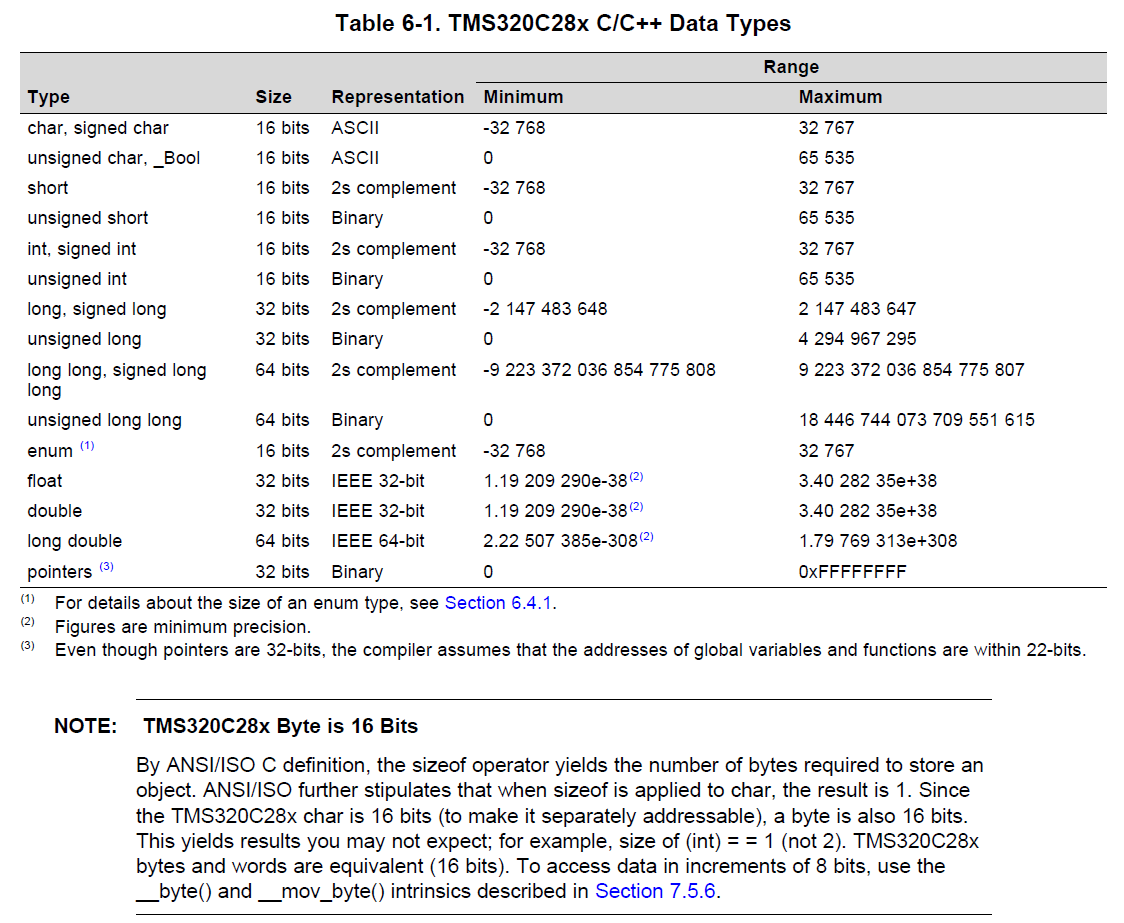 Table 6-1. TMS320C28x C/C++ Data Types
Range
Type Size Representation Minimum Maximum
char, signed char 16 bits ASCII -32 768 32 767
unsigned char, _Bool 16 bits ASCII 0 65 535
short 16 bits 2s complement -32 768 32 767
unsigned short 16 bits Binary 0 65 535
int, signed int 16 bits 2s complement -32 768 32 767
unsigned int 16 bits Binary 0 65 535
long, signed long 32 bits 2s complement -2 147 483 648 2 147 483 647
unsigned long 32 bits Binary 0 4 294 967 295
long long, signed long 64 bits 2s complement -9 223 372 036 854 775 808 9 223 372 036 854 775 807
long
unsigned long long 64 bits Binary 0 18 446 744 073 709 551 615
enum (1) 16 bits 2s complement -32 768 32 767
float 32 bits IEEE 32-bit 1.19 209 290e-38(2) 3.40 282 35e+38
double 32 bits IEEE 32-bit 1.19 209 290e-38(2) 3.40 282 35e+38
long double 64 bits IEEE 64-bit 2.22 507 385e-308(2) 1.79 769 313e+308
pointers (3) 32 bits Binary 0 0xFFFFFFFF
(1) For details about the size of an enum type, see Section 6.4.1.
(2) Figures are minimum precision.
(3) Even though pointers are 32-bits, the compiler assumes that the addresses of global variables and functions are within 22-bits.
NOTE: TMS320C28x Byte is 16 Bits
By ANSI/ISO C definition, the sizeof operator yields the number of bytes required to store an
object. ANSI/ISO further stipulates that when sizeof is applied to char, the result is 1. Since
the TMS320C28x char is 16 bits (to make it separately addressable), a byte is also 16 bits.
This yields results you may not expect; for example, size of (int) = = 1 (not 2). TMS320C28x
bytes and words are equivalent (16 bits). To access data in increments of 8 bits, use the
__byte() and __mov_byte() intrinsics described in Section 7.5.6.